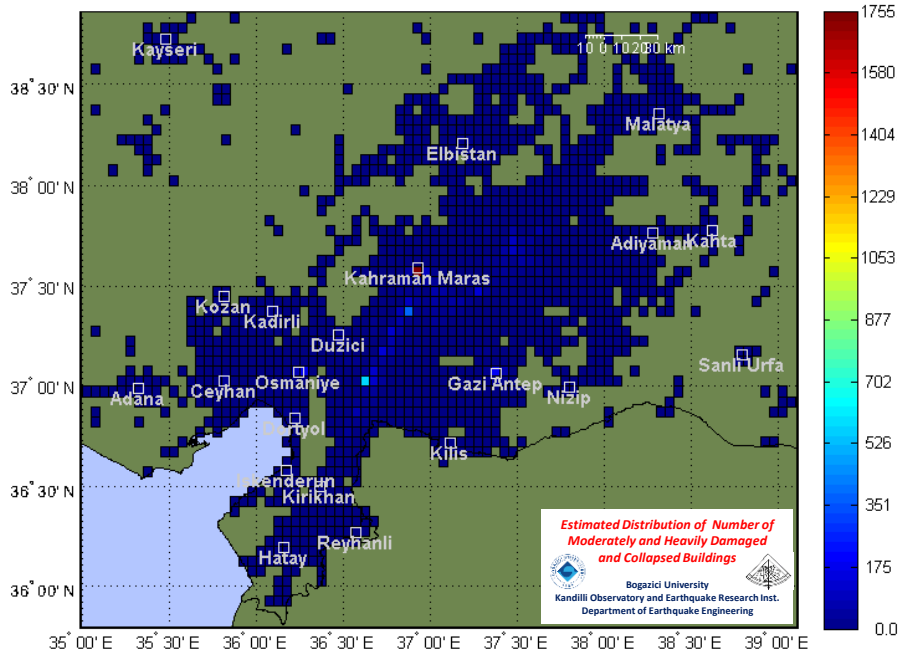 1755
Kayseri
10 0 102030 km
1580
38° 30' N
Malatya
1404
Elbistan
38° 00' N
1229
Adiyaman
Kahta
1053
Kahraman Maras
37° 30' N
Kozan
Kadirli
877
Duzici
Sanli Urfa
Osmaniye
Gazi Antep
702
37° 00' N
Adana
Ceyhan
Nizip
Dortyol
526
Kilis
Iskenderun
36° 30' N
Kirikhan
351
Reyhanli
Hatay
175
36° 00' N
Estimated Distribution of Number of
Moderately and Heavily Damaged
and Collapsed Buildings
Bogazici University
Kandilli Observatory and Earthquake Research Inst.
Department of Earthquake Engineering
0.0
35° 00' E
35° 30' E
36° 00' E
36° 30' E
37° 00' E
37° 30' E
38° 00' E
38° 30' E
39° 00' E